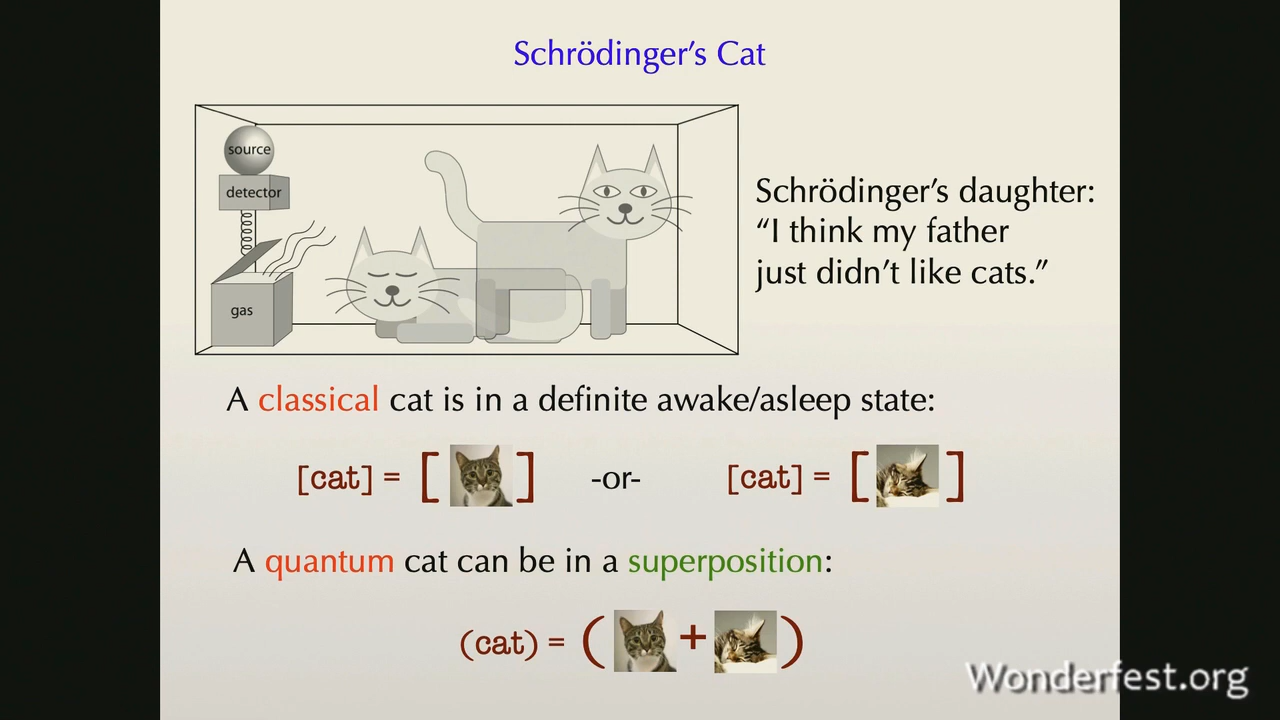 Schrödinger's Cat
source
detector
gas
Schrödinger's daughter:
“I think my father
just didn't like cats.”
A classical cat is in a definite awake/asleep state:
[cat] = [ ] -or- [cat] = [ ]
A quantum cat can be in a superposition:
(cat) = ( + )
Wonderfest.org